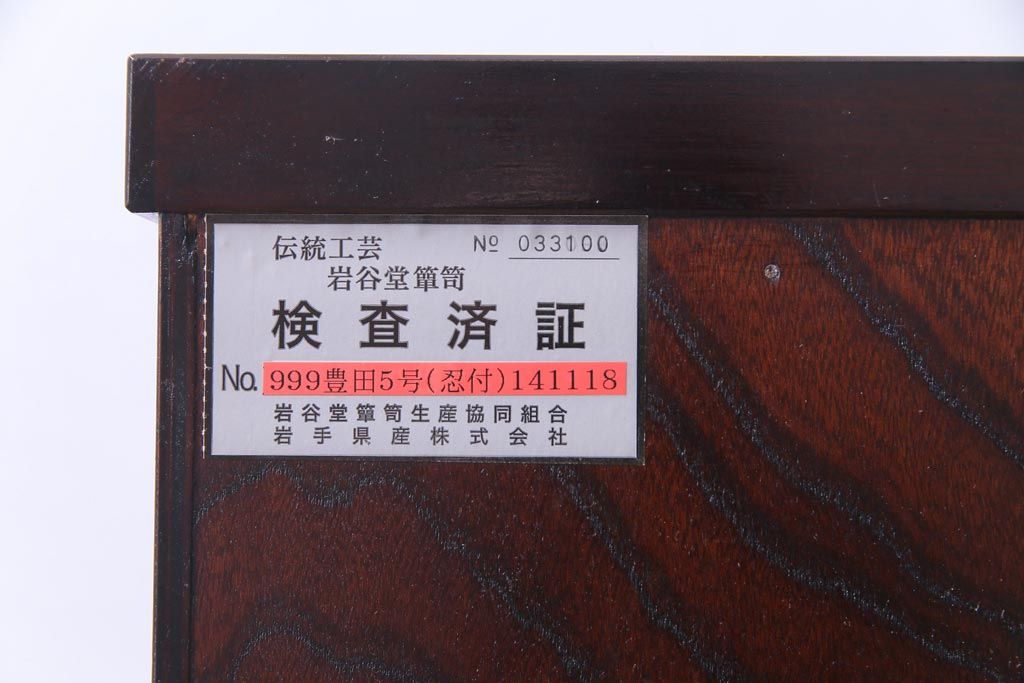 伝統工芸 Nº 033100
岩谷堂簞笥
検査済証
No. 999豊田5号(忍付)141118
岩谷堂簞笥生産協同組合
岩手県産株式会社